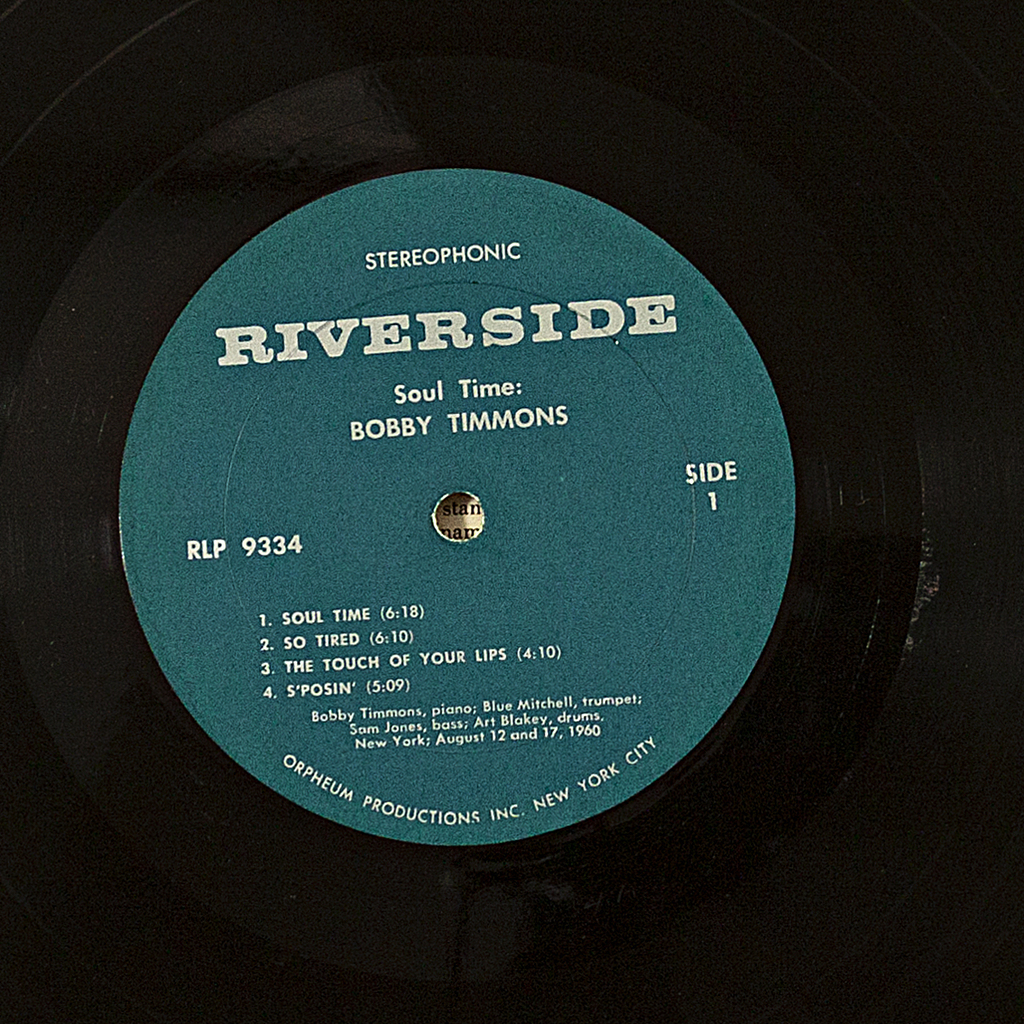 STEREOPHONIC
RIVERSIDE
Soul Time:
BOBBY TIMMONS
SIDE
1
stan
nam
RLP 9334
1. SOUL TIME (6:18)
2. SO TIRED (6:10)
3. THE TOUCH OF YOUR LIPS (4:10)
4. S'POSIN' (5:09)
Bobby Timmons, piano; Blue Mitchell, trumpet;
Sam Jones, bass; Art Blakey, drums.
New York; August 12 and 17, 1960
ORPHEUM PRODUCTIONS INC. NEW YORK CITY